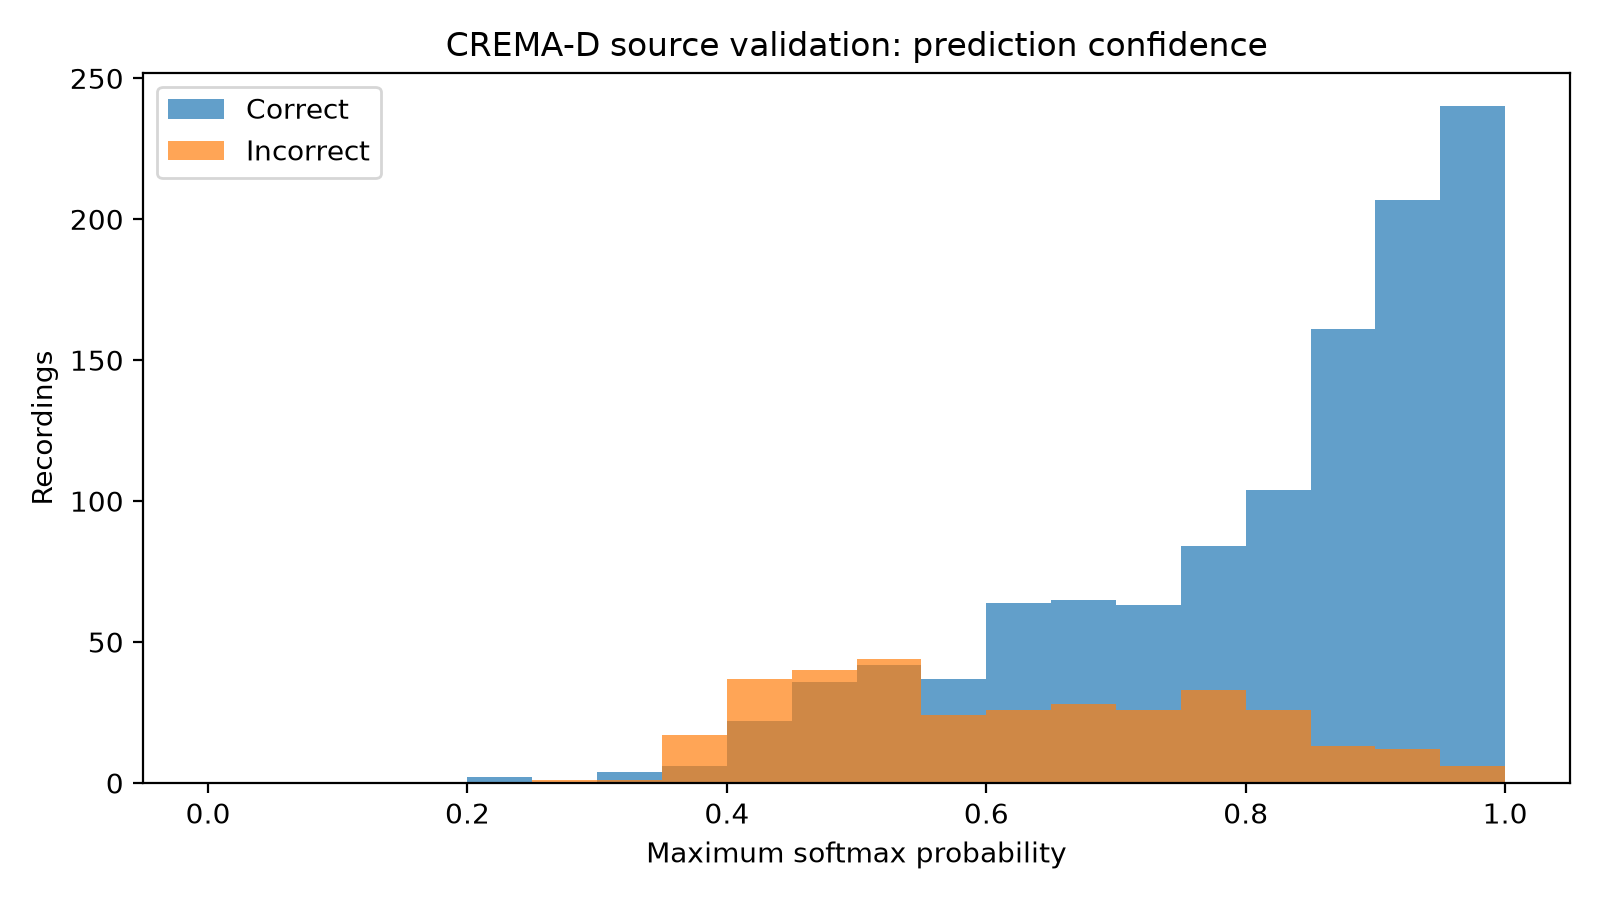 CREMA-D source validation: prediction confidence
Correct
Incorrect
250
200
150
100
50
0
Recordings
0.0 0.2 0.4 0.6 0.8 1.0
Maximum softmax probability